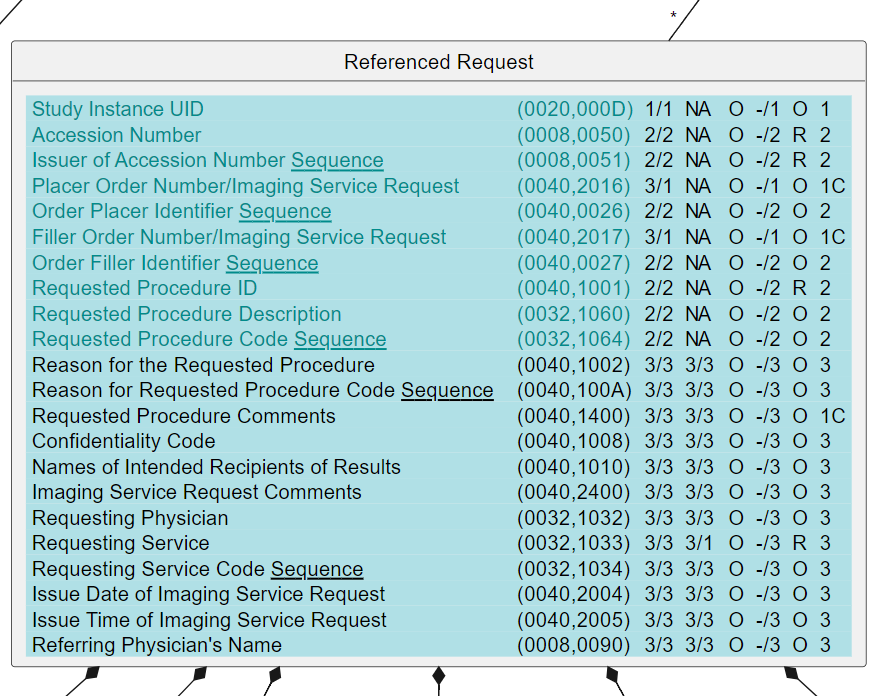 *
Referenced Request
Study Instance UID (0020,000D) 1/1 NA O -/1 O 1
Accession Number (0008,0050) 2/2 NA O -/2 R 2
Issuer of Accession Number Sequence (0008,0051) 2/2 NA O -/2 R 2
Placer Order Number/Imaging Service Request (0040,2016) 3/1 NA O -/1 O 1C
Order Placer Identifier Sequence (0040,0026) 2/2 NA O -/2 O 2
Filler Order Number/Imaging Service Request (0040,2017) 3/1 NA O -/1 O 1C
Order Filler Identifier Sequence (0040,0027) 2/2 NA O -/2 O 2
Requested Procedure ID (0040,1001) 2/2 NA O -/2 R 2
Requested Procedure Description (0032,1060) 2/2 NA O -/2 O 2
Requested Procedure Code Sequence (0032,1064) 2/2 NA O -/2 O 2
Reason for the Requested Procedure (0040,1002) 3/3 3/3 O -/3 O 3
Reason for Requested Procedure Code Sequence (0040,100A) 3/3 3/3 O -/3 O 3
Requested Procedure Comments (0040,1400) 3/3 3/3 O -/3 O 1C
Confidentiality Code (0040,1008) 3/3 3/3 O -/3 O 3
Names of Intended Recipients of Results (0040,1010) 3/3 3/3 O -/3 O 3
Imaging Service Request Comments (0040,2400) 3/3 3/3 O -/3 O 3
Requesting Physician (0032,1032) 3/3 3/3 O -/3 O 3
Requesting Service (0032,1033) 3/3 3/1 O -/3 R 3
Requesting Service Code Sequence (0032,1034) 3/3 3/3 O -/3 O 3
Issue Date of Imaging Service Request (0040,2004) 3/3 3/3 O -/3 O 3
Issue Time of Imaging Service Request (0040,2005) 3/3 3/3 O -/3 O 3
Referring Physician's Name (0008,0090) 3/3 3/3 O -/3 O 3